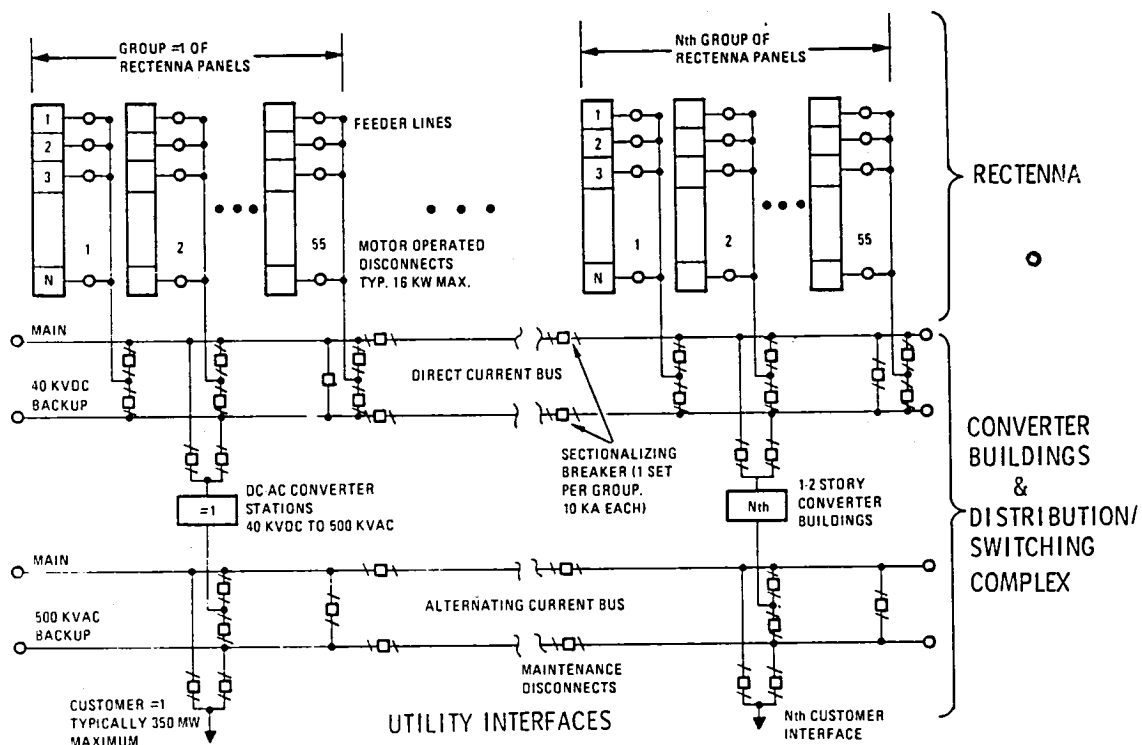 GROUP =1 OF
RECTENNA PANELS
Nth GROUP OF
RECTENNA PANELS
1
2
3
N
1
2
55
FEEDER LINES
MOTOR OPERATED
DISCONNECTS
TYP. 16 KW MAX.
1
2
3
N
1
2
55
RECTENNA
MAIN
40 KVDC
BACKUP
DIRECT CURRENT BUS
SECTIONALIZING
BREAKER (1 SET
PER GROUP.
10 KA EACH)
=1
DC-AC CONVERTER
STATIONS
40 KVDC TO 500 KVAC
Nth
1-2 STORY
CONVERTER
BUILDINGS
CONVERTER
BUILDINGS
&
DISTRIBUTION/
SWITCHING
COMPLEX
MAIN
500 KVAC
BACKUP
ALTERNATING CURRENT BUS
MAINTENANCE
DISCONNECTS
CUSTOMER =1
TYPICALLY 350 MW
MAXIMUM
UTILITY INTERFACES
Nth CUSTOMER
INTERFACE